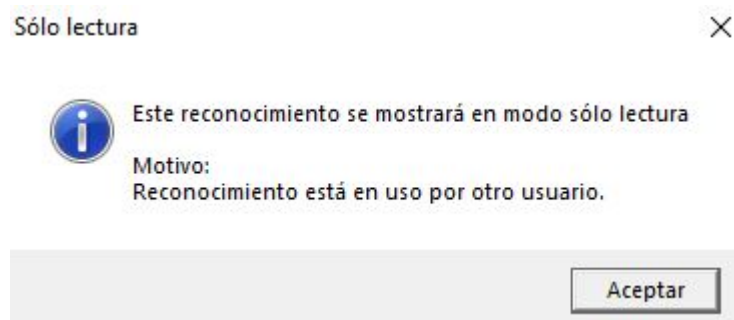 Sólo lectura
Este reconocimiento se mostrará en modo sólo lectura
Motivo:
Reconocimiento está en uso por otro usuario.
Aceptar